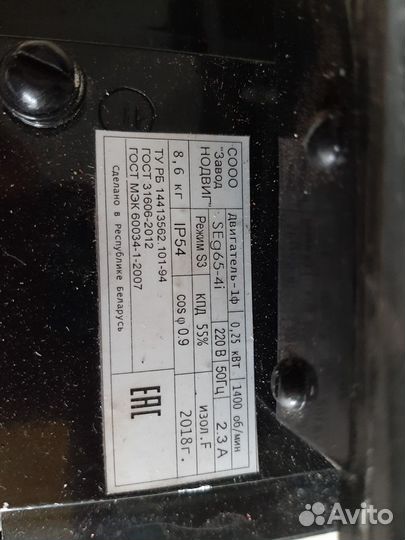 СООО
"Завод
НОДВИГ"
двигатель-1ф 0,25 кВт 1400 об/мин
SEg65-4i 220 В 50Гц 2.3 А
Режим S3 КПД 55% изол.F
8,6 кг IP54 cos φ 0.9 2018г.
ТУ РБ 14413562.101-94
ГОСТ 31606-2012
ГОСТ МЭК 60034-1-2007
Сделано в Республике Беларусь
ЕАС
Avito